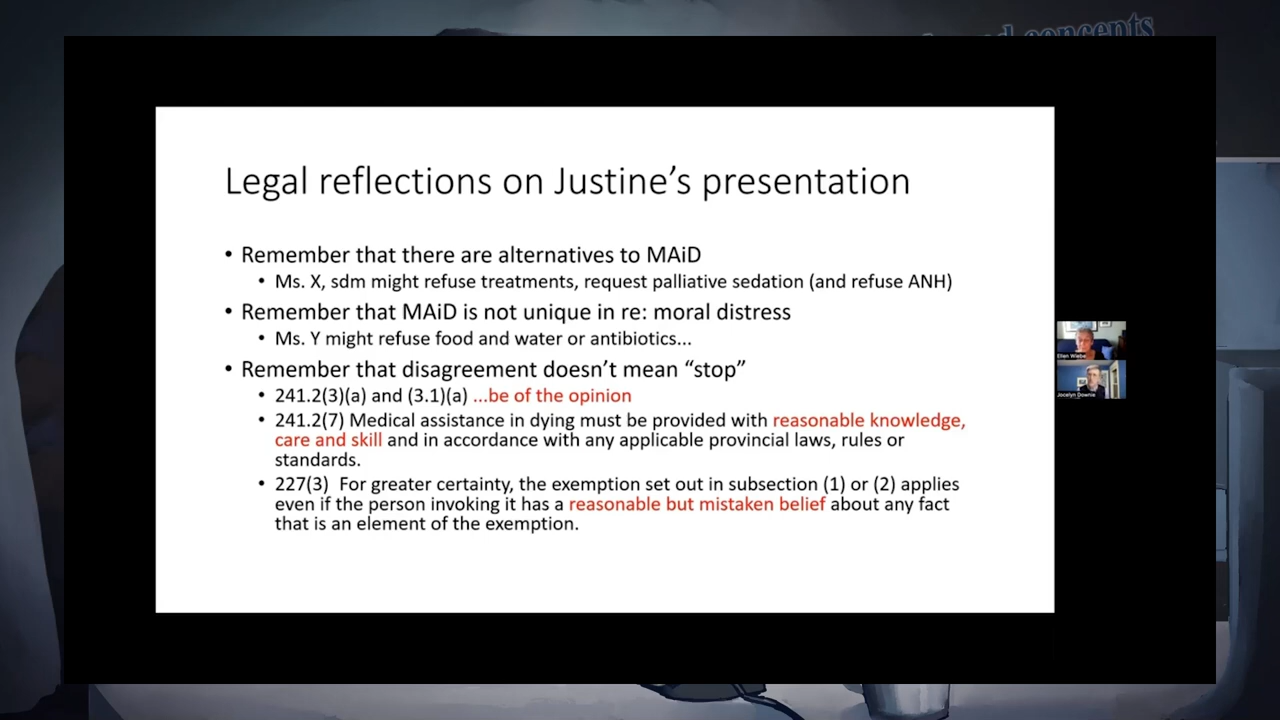 and concepts
Legal reflections on Justine’s presentation
• Remember that there are alternatives to MAiD
• Ms. X, sdm might refuse treatments, request palliative sedation (and refuse ANH)
• Remember that MAiD is not unique in re: moral distress
• Ms. Y might refuse food and water or antibiotics...
• Remember that disagreement doesn’t mean “stop”
• 241.2(3)(a) and (3.1)(a) ...be of the opinion
• 241.2(7) Medical assistance in dying must be provided with reasonable knowledge,
care and skill and in accordance with any applicable provincial laws, rules or
standards.
• 227(3) For greater certainty, the exemption set out in subsection (1) or (2) applies
even if the person invoking it has a reasonable but mistaken belief about any fact
that is an element of the exemption.
Ellen Wiebe
Jocelyn Downie